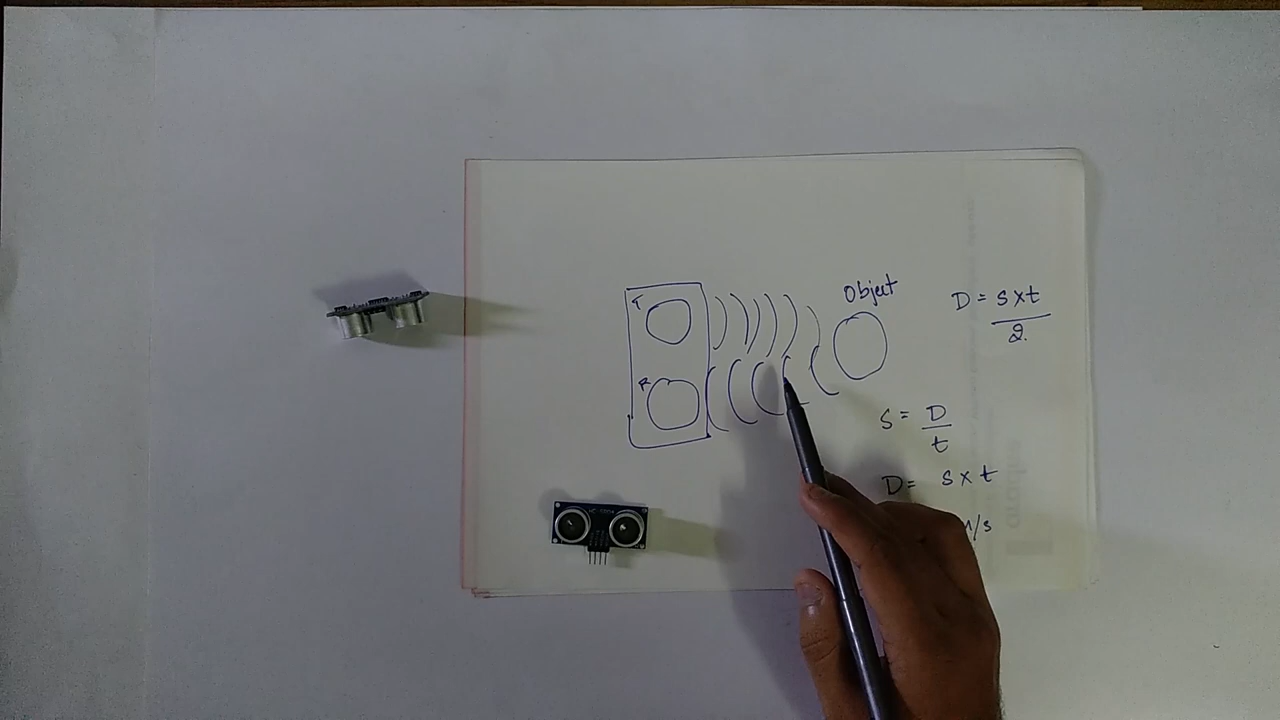 Object
T
R
D = s x t
2.
S = D
t
D = s x t
/s